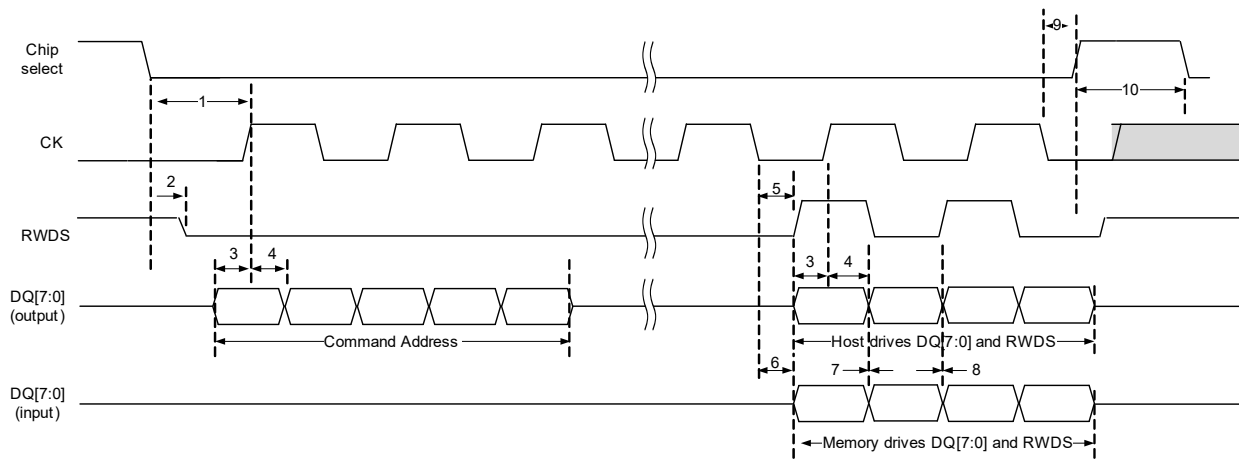 9
Chip
select
10
1
CK
2
5
RWDS
3
4
3
4
DQ[7:0]
(output)
Command Address
Host drives DQ[7:0] and RWDS
6
7
8
DQ[7:0]
(input)
Memory drives DQ[7:0] and RWDS